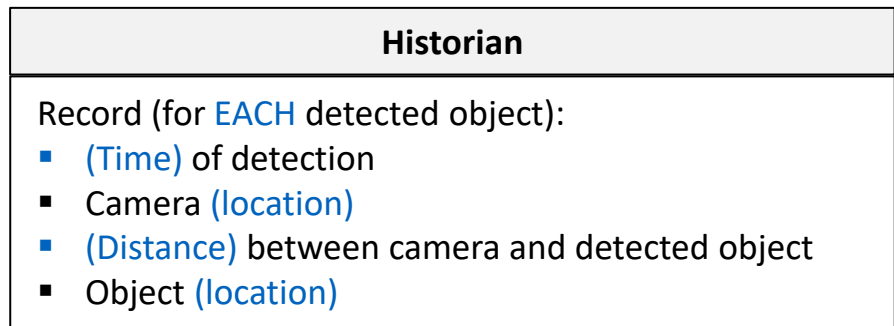 Historian
Record (for EACH detected object):
▪ (Time) of detection
▪ Camera (location)
▪ (Distance) between camera and detected object
▪ Object (location)